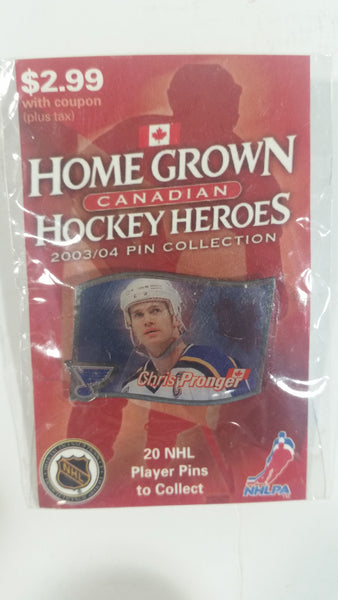 $2.99
with coupon
(plus tax)
HOME GROWN
CANADIAN
HOCKEY HEROES
2003/04 PIN COLLECTION
Chris Pronger
20 NHL
Player Pins
to Collect
NHL
NHLPA